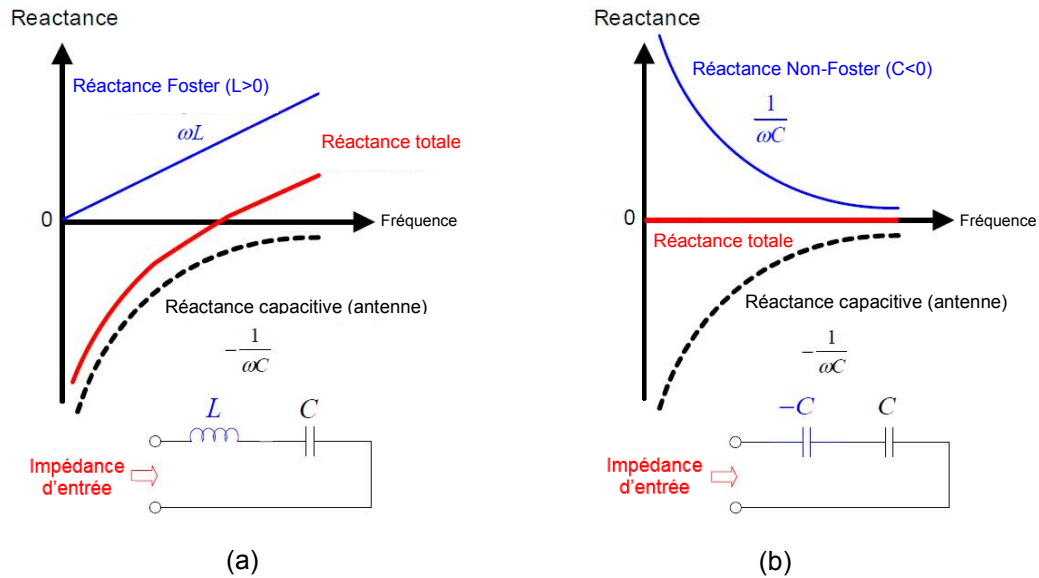 Reactance
Réactance Foster (L>0)
ωL
Réactance totale
0
Fréquence
Réactance capacitive (antenne)
-1/ωC
L
C
Impédance
d'entrée
(a)
Reactance
Réactance Non-Foster (C<0)
1/ωC
0
Fréquence
Réactance totale
Réactance capacitive (antenne)
-1/ωC
-C
C
Impédance
d'entrée
(b)